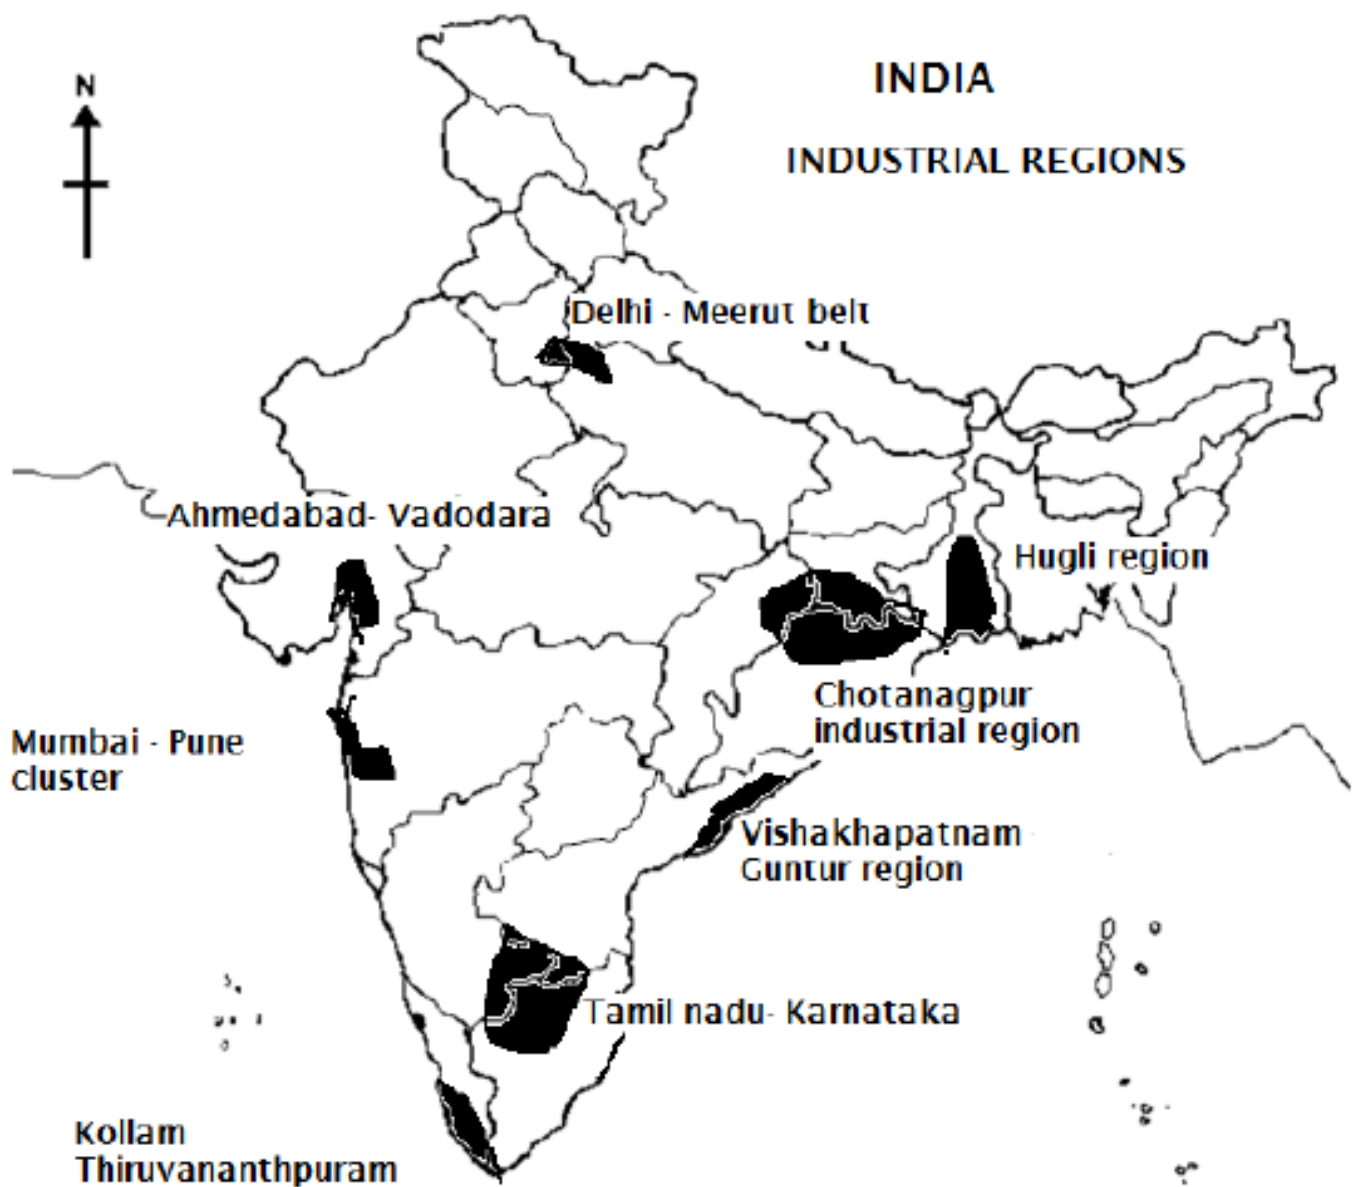 N
INDIA
INDUSTRIAL REGIONS
Delhi - Meerut belt
Ahmedabad- Vadodara
Hugli region
Chotanagpur
industrial region
Mumbai - Pune
cluster
Vishakhapatnam
Guntur region
Tamil nadu- Karnataka
Kollam
Thiruvananthpuram